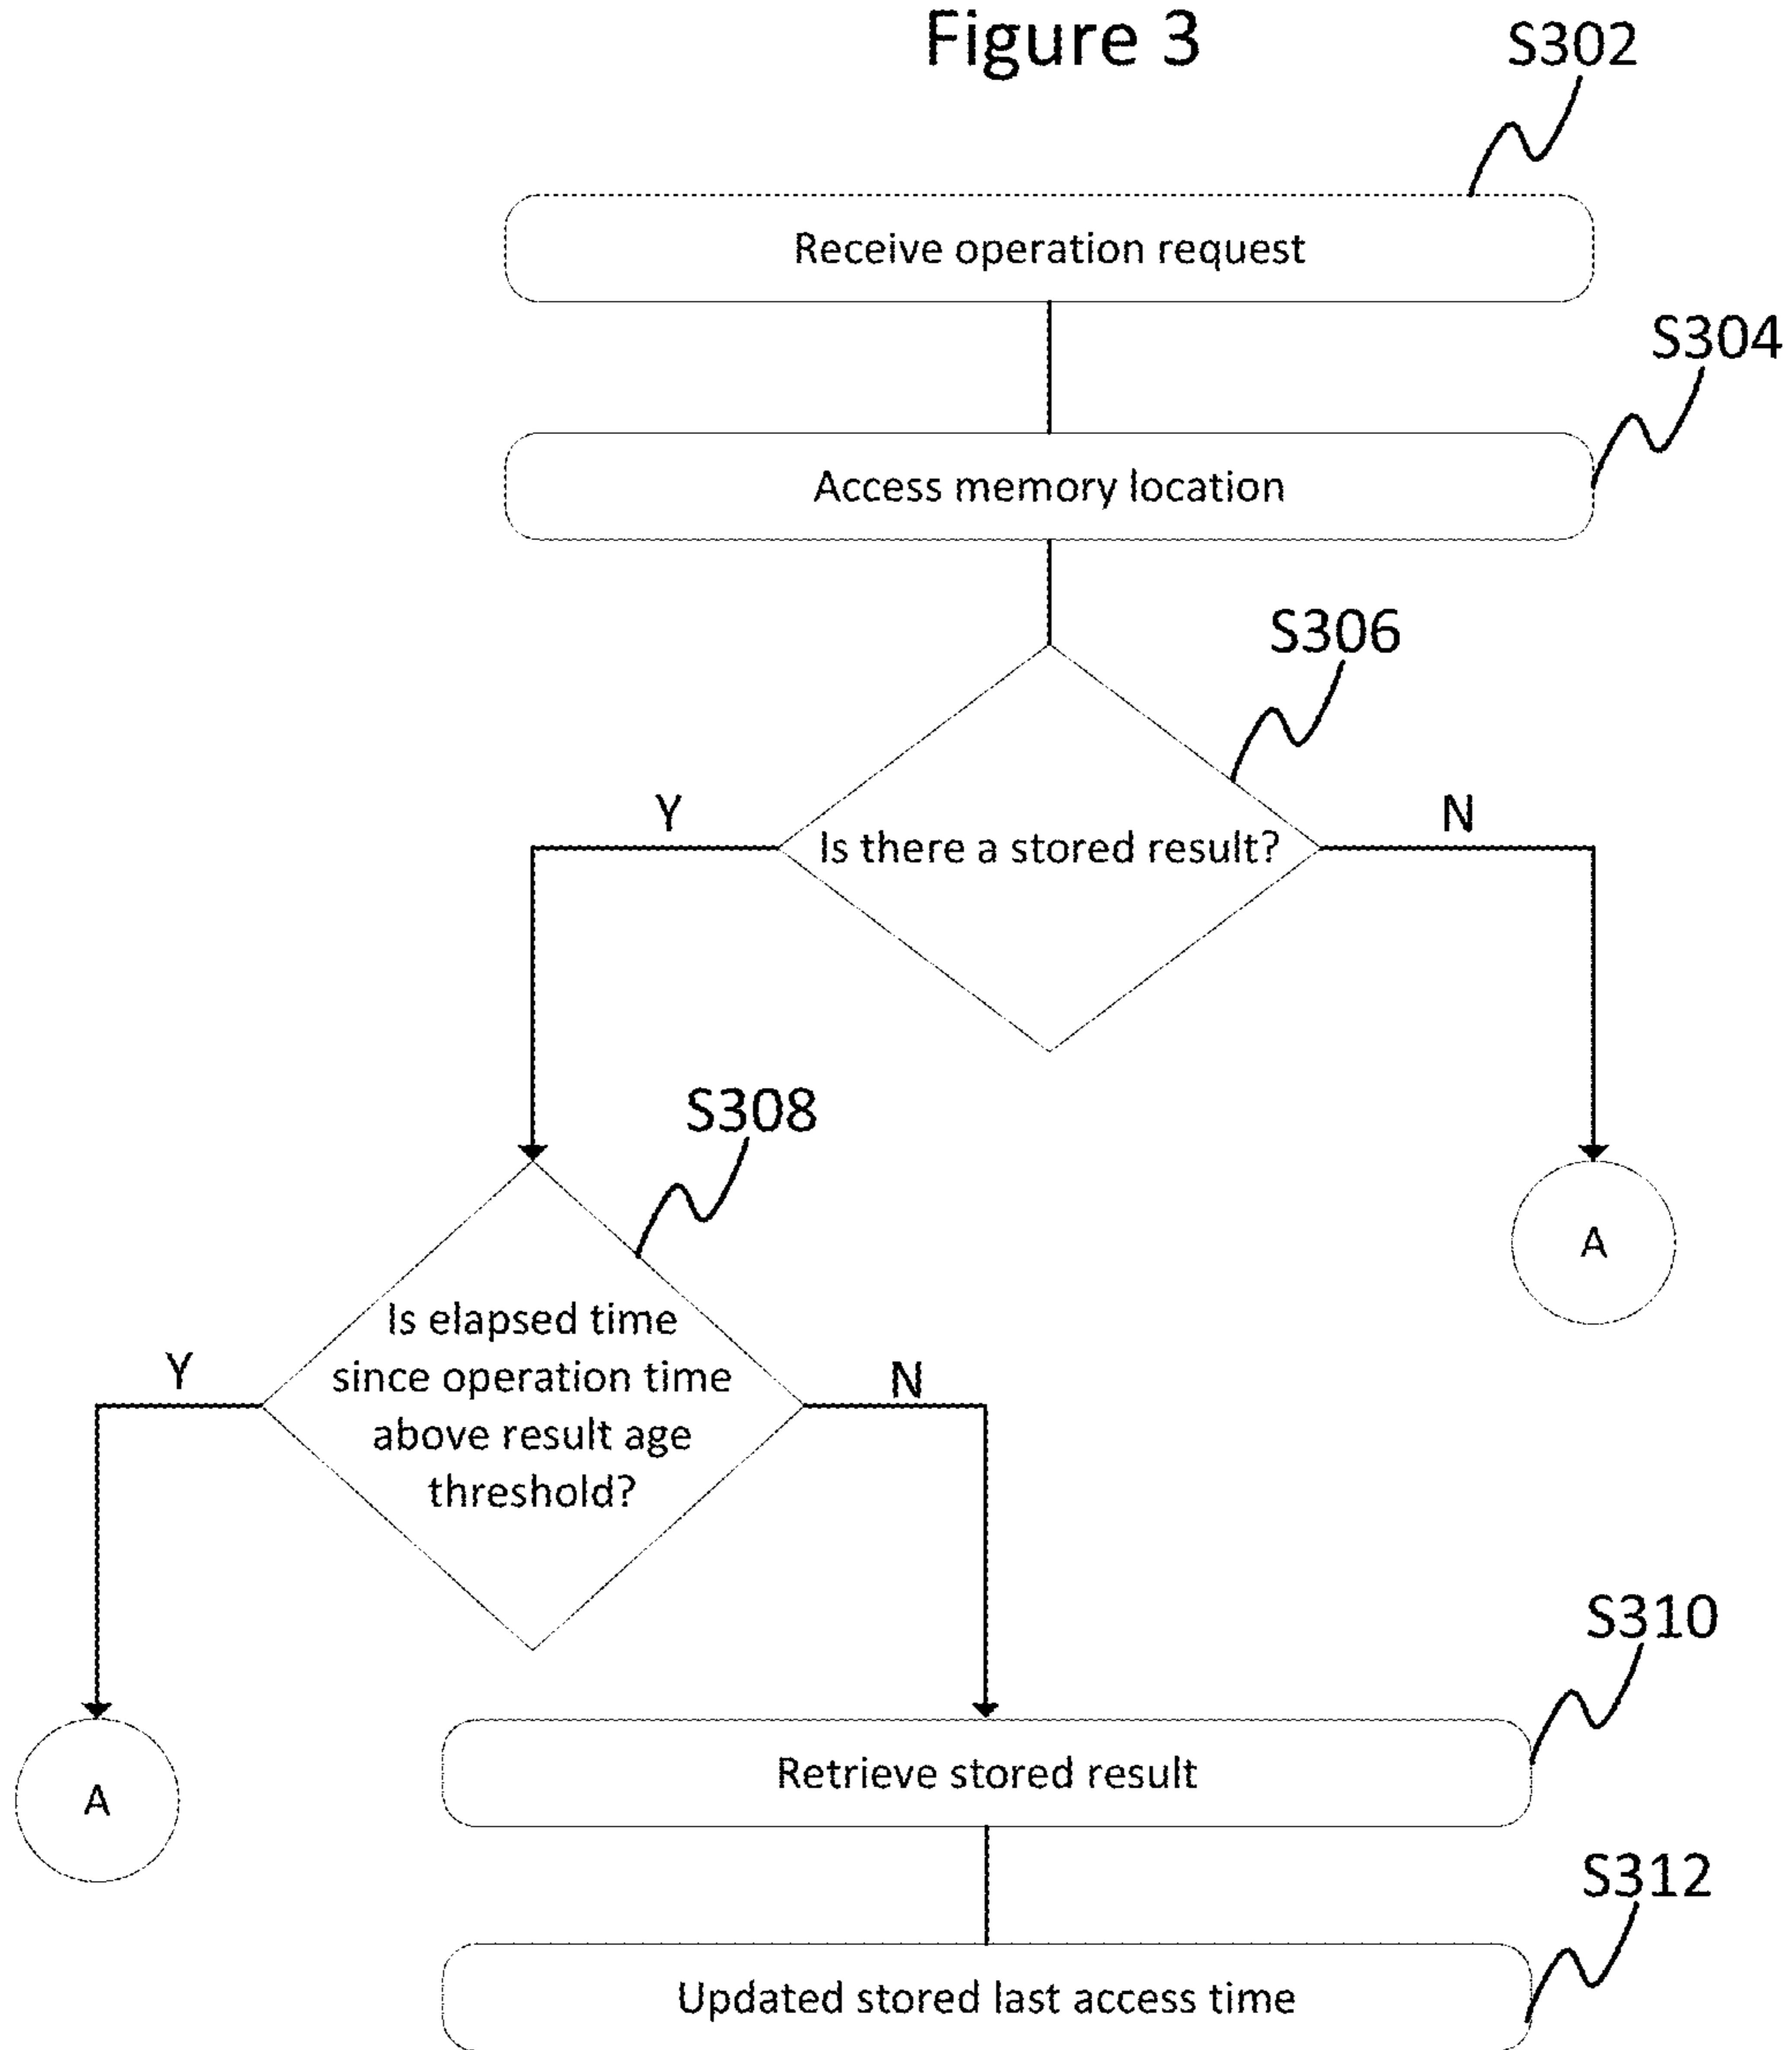 Figure 3
S302
Receive operation request
S304
Access memory location
S306
Y
Is there a stored result?
N
S308
A
Is elapsed time
since operation time
above result age
threshold?
Y
N
S310
A
Retrieve stored result
S312
Updated stored last access time